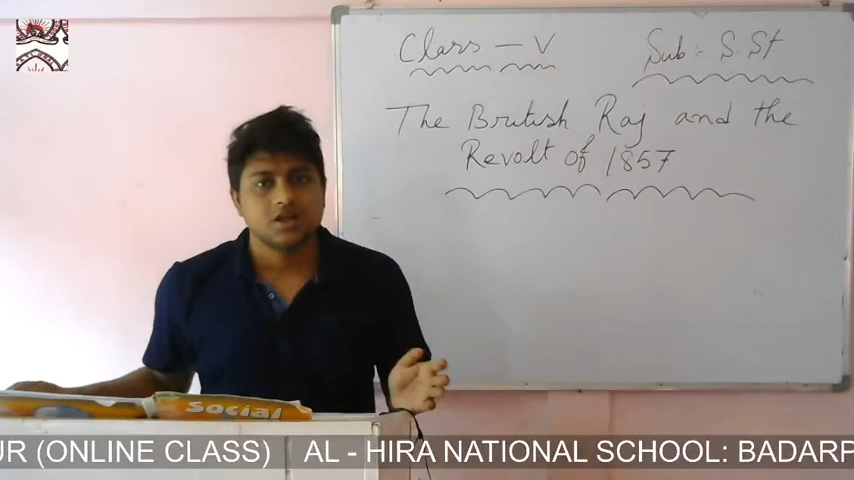 Class - V
Sub :- S.St
The British Raj and the
Revolt of 1857
Social
UR (ONLINE CLASS)    AL - HIRA NATIONAL SCHOOL: BADARP